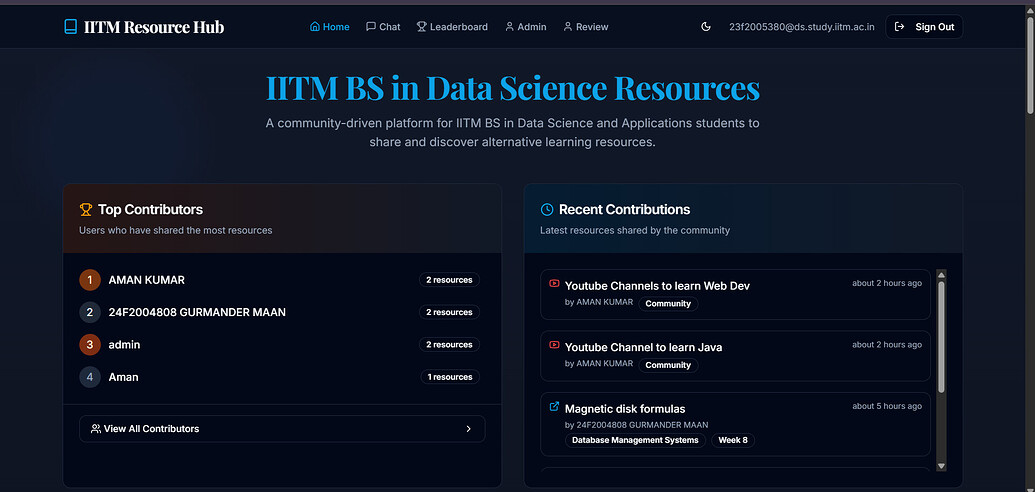 IITM Resource Hub
Home
Chat
Leaderboard
Admin
Review
23f2005380@ds.study.iitm.ac.in
Sign Out
IITM BS in Data Science Resources
A community-driven platform for IITM BS in Data Science and Applications students to
share and discover alternative learning resources.
Top Contributors
Users who have shared the most resources
1 AMAN KUMAR 2 resources
2 24F2004808 GURMANDER MAAN 2 resources
3 admin 2 resources
4 Aman 1 resources
View All Contributors
Recent Contributions
Latest resources shared by the community
Youtube Channels to learn Web Dev about 2 hours ago
by AMAN KUMAR Community
Youtube Channel to learn Java about 2 hours ago
by AMAN KUMAR Community
Magnetic disk formulas about 5 hours ago
by 24F2004808 GURMANDER MAAN
Database Management Systems Week 8